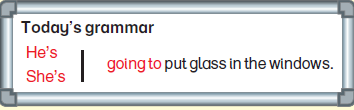 Today's grammar
He's
She's
going to put glass in the windows.